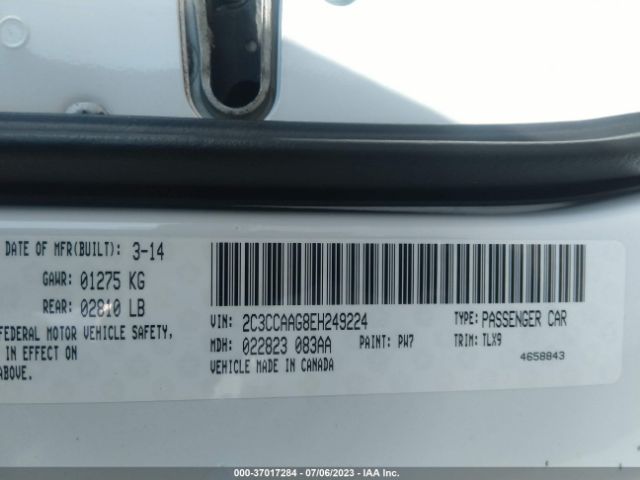 DATE OF MFR(BUILT): 3-14
GAWR: 01275 KG
REAR: 02810 LB
FEDERAL MOTOR VEHICLE SAFETY,
IN EFFECT ON
ABOVE.
VIN: 2C3CCAAG8EH249224
TYPE: PASSENGER CAR
MDH: 022823 083AA
PAINT: PW7
TRIM: TLX9
VEHICLE MADE IN CANADA
4658843
000-37017284 - 07/06/2023 - IAA Inc.